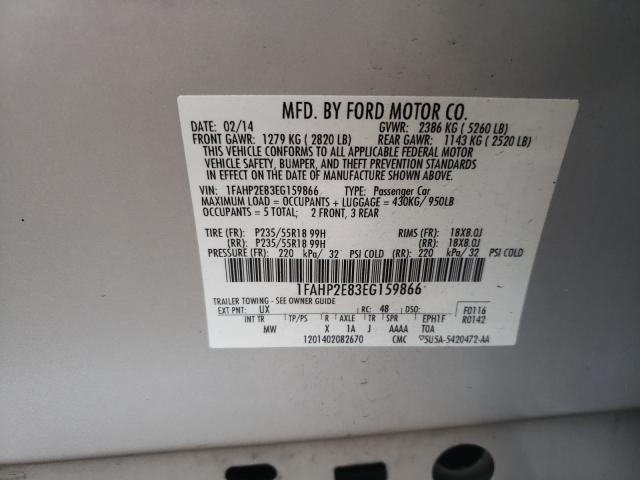 MFD. BY FORD MOTOR CO.
DATE: 02/14 GVWR: 2386 KG ( 5260 LB)
FRONT GAWR: 1279 KG ( 2820 LB) REAR GAWR: 1143 KG ( 2520 LB)
THIS VEHICLE CONFORMS TO ALL APPLICABLE FEDERAL MOTOR
VEHICLE SAFETY, BUMPER, AND THEFT PREVENTION STANDARDS
IN EFFECT ON THE DATE OF MANUFACTURE SHOWN ABOVE.
VIN: 1FAHP2E83EG159866 TYPE: Passenger Car
MAXIMUM LOAD = OCCUPANTS + LUGGAGE = 430KG/ 950LB
OCCUPANTS = 5 TOTAL; 2 FRONT, 3 REAR
TIRE (FR): P235/55R18 99H RIMS (FR): 18X8.0J
(RR): P235/55R18 99H (RR): 18X8.0J
PRESSURE (FR): 220 kPa/ 32 PSI COLD (RR): 220 kPa/ 32 PSI COLD
1FAHP2E83EG159866
TRAILER TOWING - SEE OWNER GUIDE
EXT PNT: UX RC: 48 DSO: F0116
INT TR TP/PS R AXLE TR SPR EPH1F R0142
MW X 1A J AAAA T0A
1201402082670 CMC 5U5A-5420472-AA